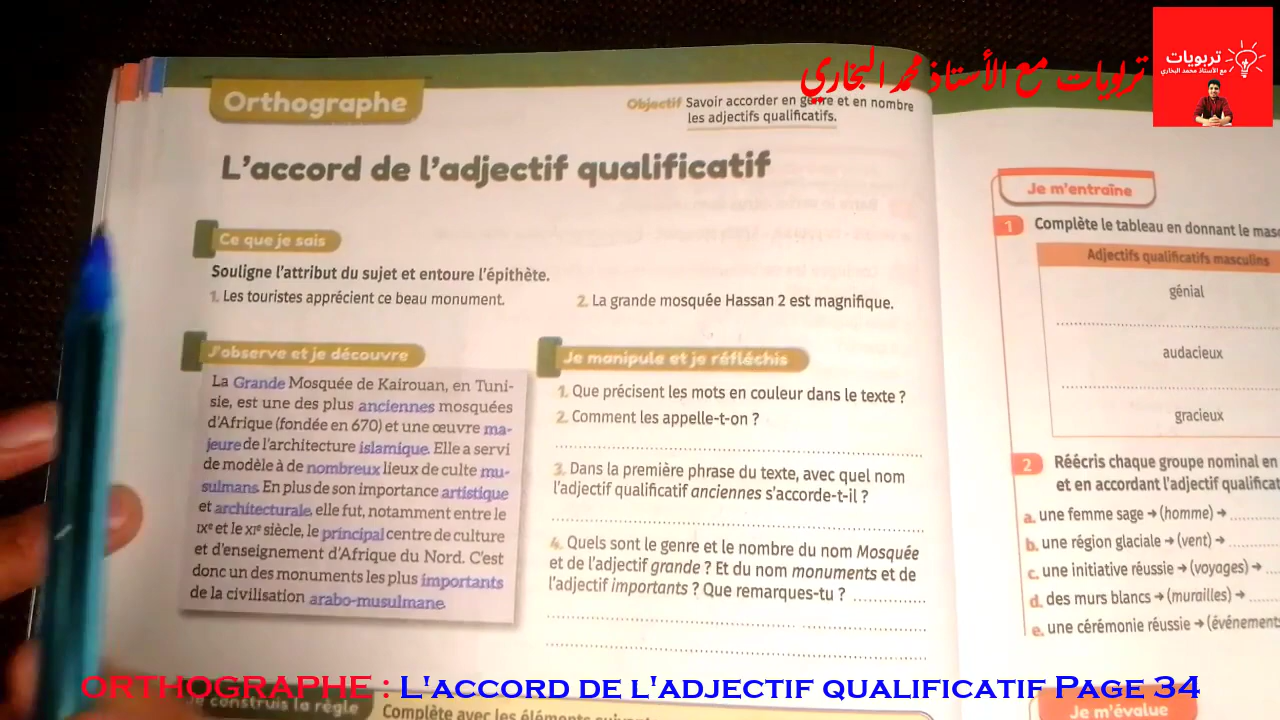 تربويات مع الأستاذ محمد البخاري
تربويات
مع الأستاذ محمد البخاري
Orthographe
Objectif Savoir accorder en genre et en nombre
les adjectifs qualificatifs.
L'accord de l'adjectif qualificatif
Ce que je sais
Souligne l'attribut du sujet et entoure l'épithète.
1. Les touristes apprécient ce beau monument.
2. La grande mosquée Hassan 2 est magnifique.
J'observe et je découvre
La Grande Mosquée de Kairouan, en Tuni-
sie, est une des plus anciennes mosquées
d'Afrique (fondée en 670) et une œuvre ma-
jeure de l'architecture islamique. Elle a servi
de modèle à de nombreux lieux de culte mu-
sulmans. En plus de son importance artistique
et architecturale, elle fut, notamment entre le
IXe et le XIe siècle, le principal centre de culture
et d'enseignement d'Afrique du Nord. C'est
donc un des monuments les plus importants
de la civilisation arabo-musulmane.
Je manipule et je réfléchis
1. Que précisent les mots en couleur dans le texte ?
2. Comment les appelle-t-on ?
3. Dans la première phrase du texte, avec quel nom
l'adjectif qualificatif anciennes s'accorde-t-il ?
4. Quels sont le genre et le nombre du nom Mosquée
et de l'adjectif grande ? Et du nom monuments et de
l'adjectif importants ? Que remarques-tu ?
Je construis la règle
Complète avec les éléments
Je m'entraîne
1 Complète le tableau en donnant le
Adjectifs qualificatifs masculins
génial
audacieux
gracieux
2 Réécris chaque groupe nominal en
et en accordant l'adjectif
a. une femme sage → (homme) →
b. une région glaciale → (vent) →
c. une initiative réussie → (voyages) →
d. des murs blancs → (murailles) →
e. une cérémonie réussie →
Je m'évalue
ORTHOGRAPHE : L'ACCORD DE L'ADJECTIF QUALIFICATIF PAGE 34